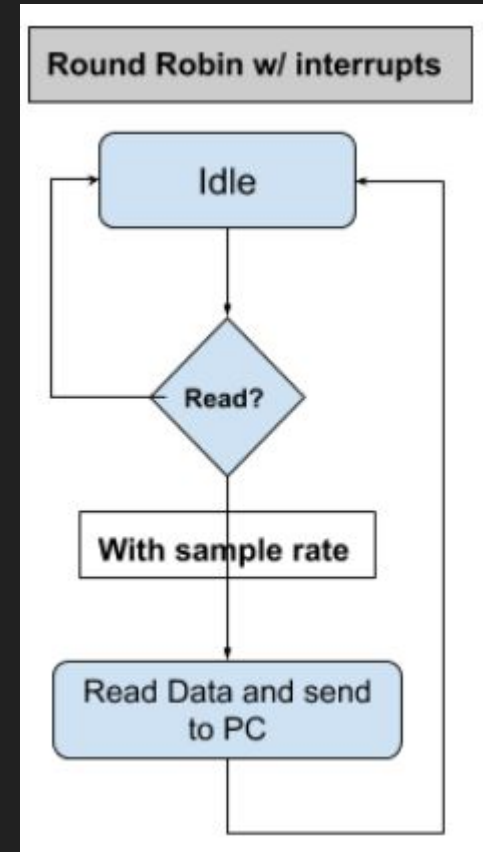 Round Robin w/ interrupts
Idle
Read?
With sample rate
Read Data and send
to PC